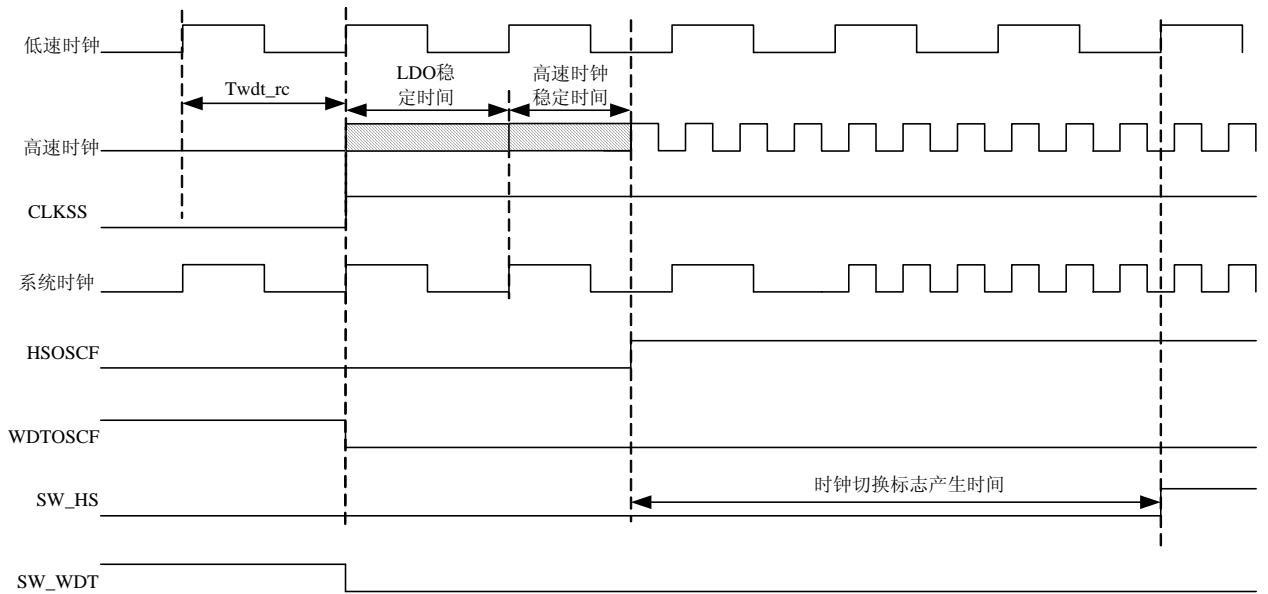 低速时钟
Twdt_rc
LDO稳
定时间
高速时钟
稳定时间
高速时钟
CLKSS
系统时钟
HSOSCF
WDTOSCF
时钟切换标志产生时间
SW_HS
SW_WDT